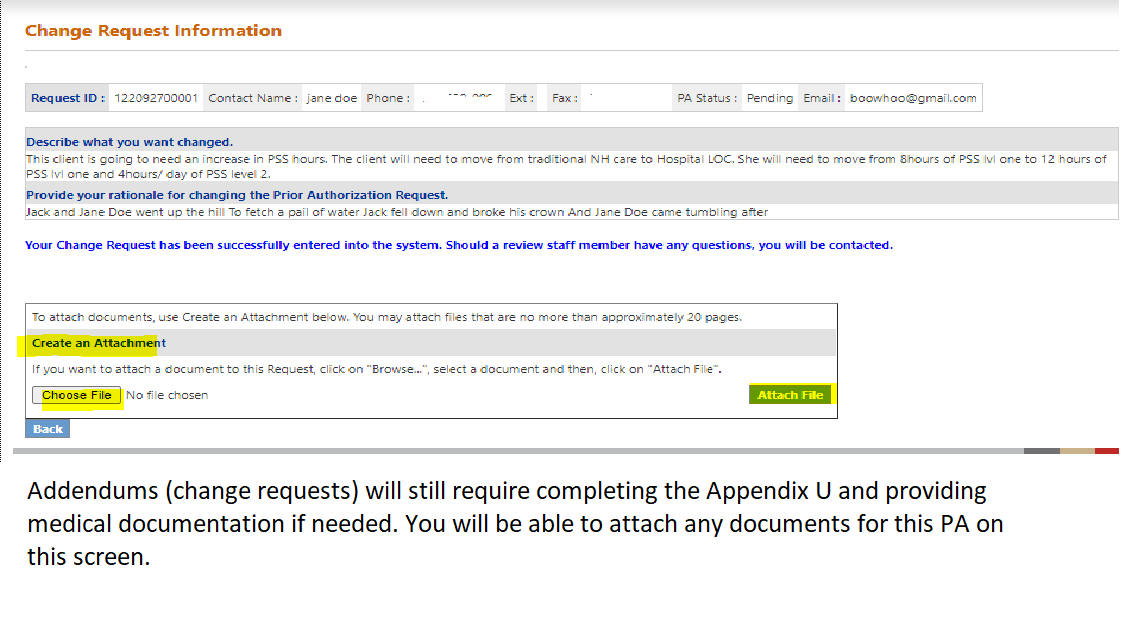 Change Request Information
Request ID : 122092700001 Contact Name : jane doe Phone : Ext : Fax : PA Status : Pending Email : boowhoo@gmail.com
Describe what you want changed.
This client is going to need an increase in PSS hours. The client will need to move from traditional NH care to Hospital LOC. She will need to move from 8hours of PSS lvl one to 12 hours of
PSS lvl one and 4hours/ day of PSS level 2.
Provide your rationale for changing the Prior Authorization Request.
Jack and Jane Doe went up the hill To fetch a pail of water Jack fell down and broke his crown And Jane Doe came tumbling after
Your Change Request has been successfully entered into the system. Should a review staff member have any questions, you will be contacted.
To attach documents, use Create an Attachment below. You may attach files that are no more than approximately 20 pages.
Create an Attachment
If you want to attach a document to this Request, click on "Browse...", select a document and then, click on "Attach File".
Choose File No file chosen Attach File
Back
Addendums (change requests) will still require completing the Appendix U and providing
medical documentation if needed. You will be able to attach any documents for this PA on
this screen.